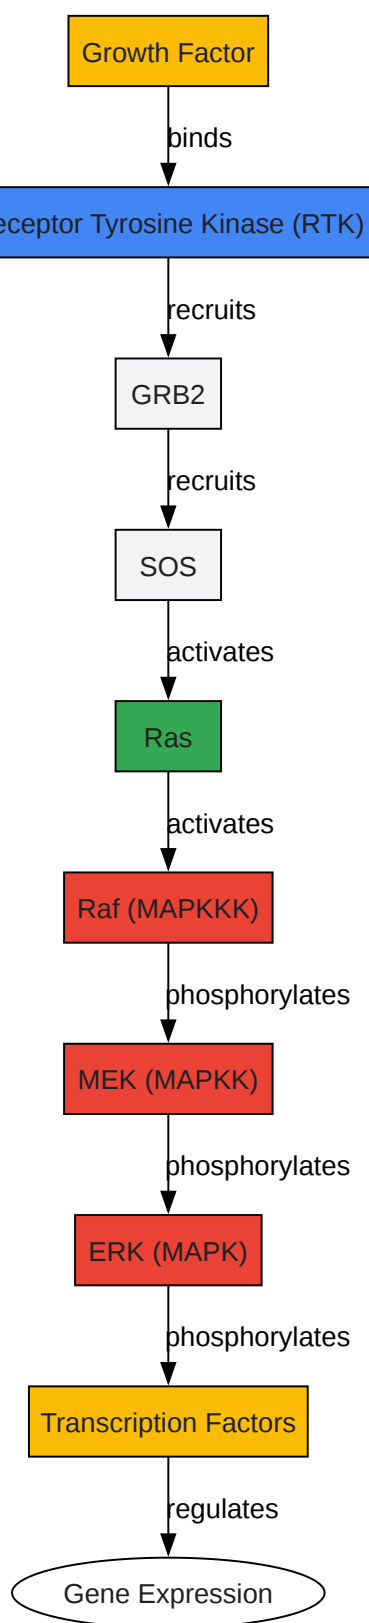 Growth Factor
binds
eceptor Tyrosine Kinase (RTK)
recruits
GRB2
recruits
SOS
activates
Ras
activates
Raf (MAPKKK)
phosphorylates
MEK (MAPKK)
phosphorylates
ERK (MAPK)
phosphorylates
Transcription Factors
regulates
Gene Expression